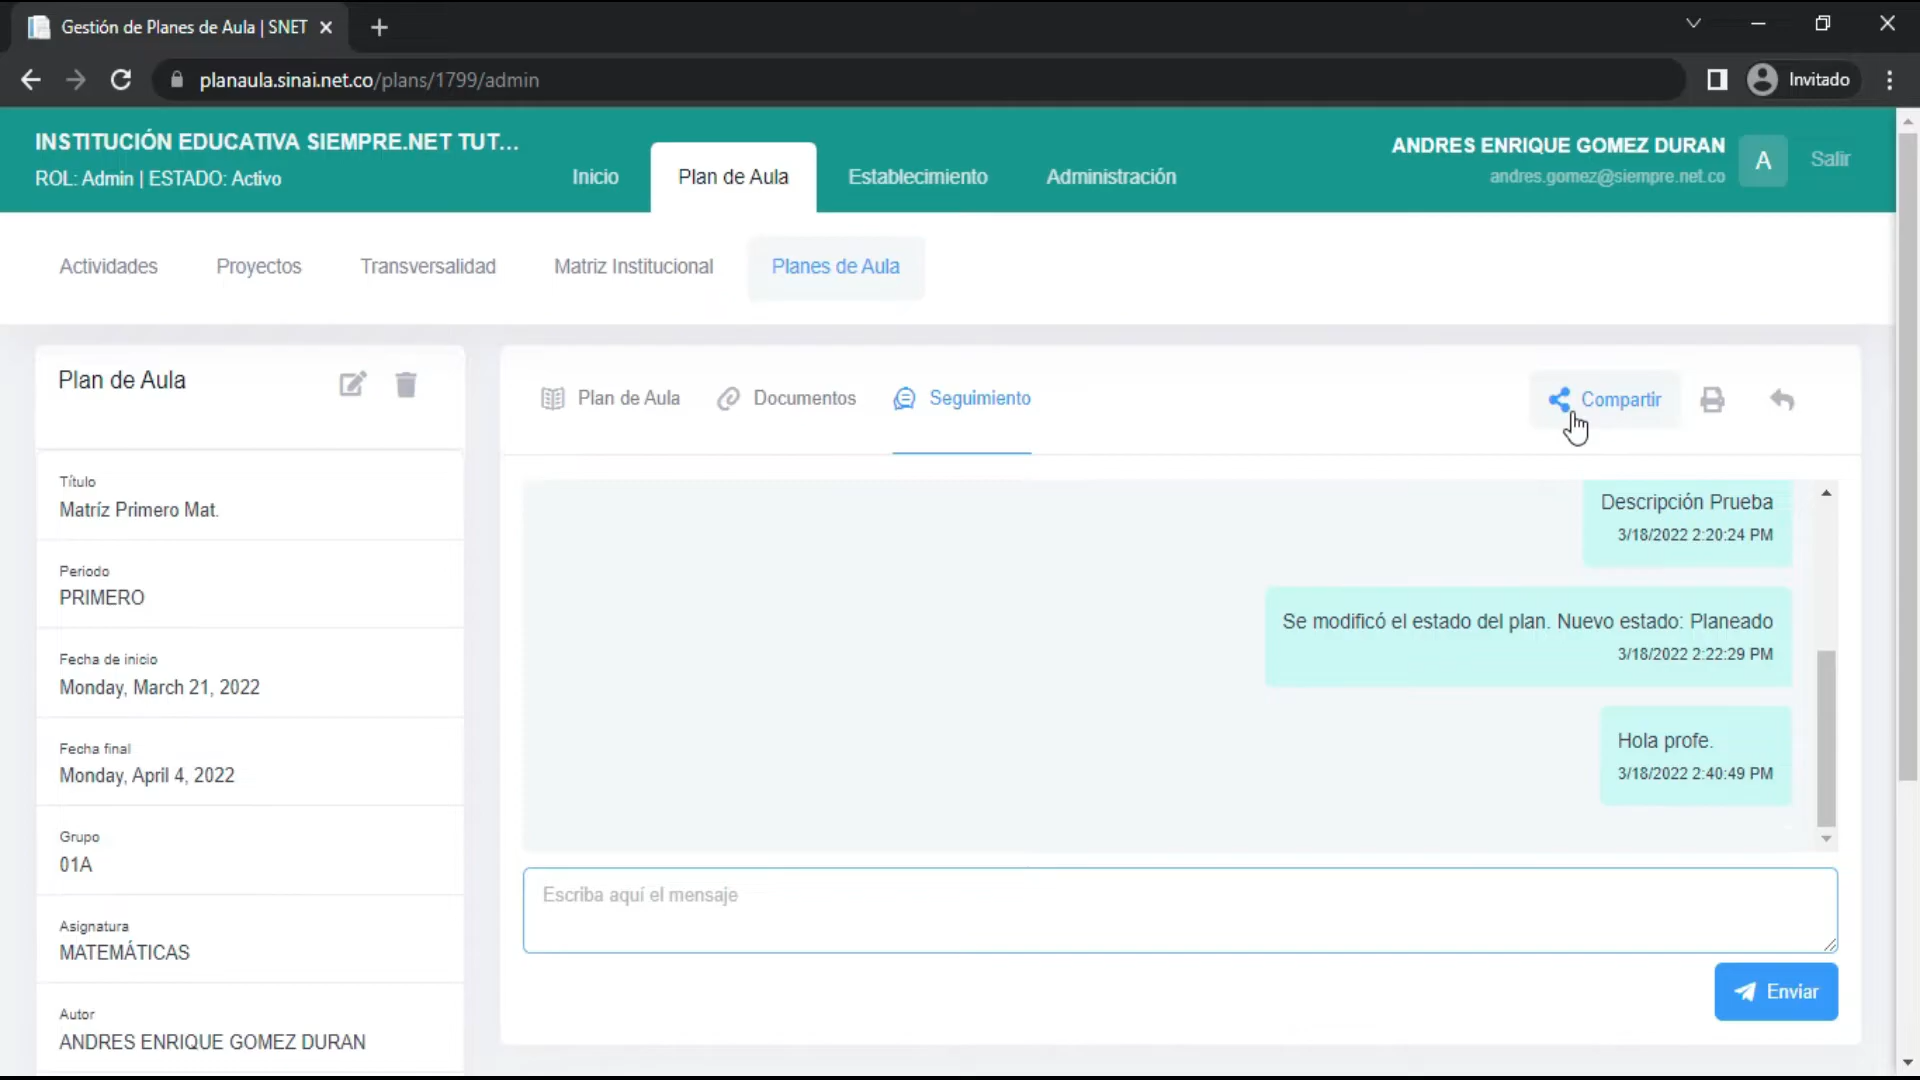 Gestión de Planes de Aula | SNET
planaula.sinai.net.co/plans/1799/admin
Invitado
INSTITUCIÓN EDUCATIVA SIEMPRE.NET TUT...
ROL: Admin | ESTADO: Activo
Inicio
Plan de Aula
Establecimiento
Administración
ANDRES ENRIQUE GOMEZ DURAN
andres.gomez@siempre.net.co
A
Salir
Actividades
Proyectos
Transversalidad
Matriz Institucional
Planes de Aula
Plan de Aula
Título
Matríz Primero Mat.
Periodo
PRIMERO
Fecha de inicio
Monday, March 21, 2022
Fecha final
Monday, April 4, 2022
Grupo
01A
Asignatura
MATEMÁTICAS
Autor
ANDRES ENRIQUE GOMEZ DURAN
Plan de Aula
Documentos
Seguimiento
Compartir
Descripción Prueba
3/18/2022 2:20:24 PM
Se modificó el estado del plan. Nuevo estado: Planeado
3/18/2022 2:22:29 PM
Hola profe.
3/18/2022 2:40:49 PM
Escriba aquí el mensaje
Enviar